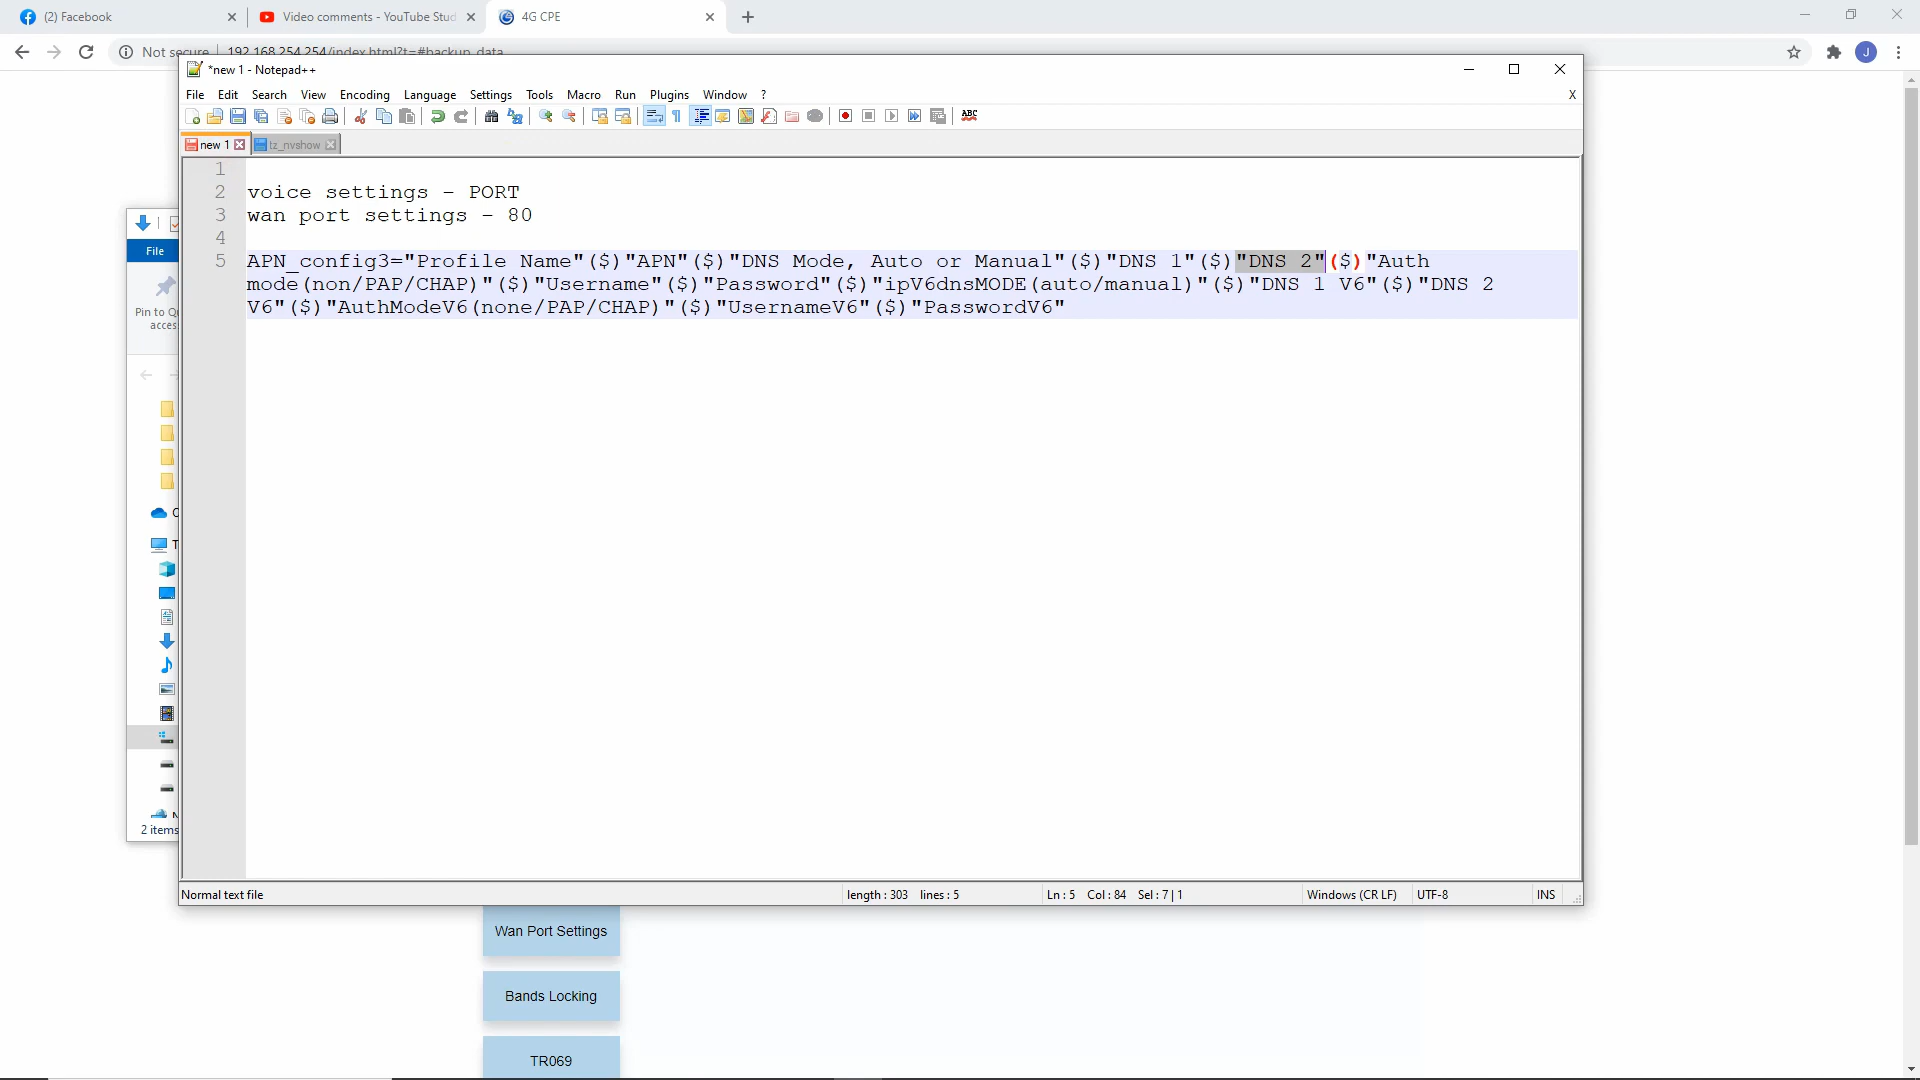 (2) Facebook
Video comments - YouTube Stud
4G CPE
Not secure
192.168.254.254/index.html?t=#backup_data
J
*new 1 - Notepad++
File Edit Search View Encoding Language Settings Tools Macro Run Plugins Window ?
X
ABC
new 1
tz_nvshow
1
2 voice settings - PORT
3 wan port settings - 80
4
5 APN_config3="Profile Name"($)"APN"($)"DNS Mode, Auto or Manual"($)"DNS 1"($)"DNS 2"($)"Auth
mode(non/PAP/CHAP)"($)"Username"($)"Password"($)"ipV6dnsMODE(auto/manual)"($)"DNS 1 V6"($)"DNS 2
V6"($)"AuthModeV6(none/PAP/CHAP)"($)"UsernameV6"($)"PasswordV6"
File
Pin to Qu
acces
2 items
Normal text file
length : 303 lines : 5
Ln : 5 Col : 84 Sel : 7 | 1
Windows (CR LF)
UTF-8
INS
Wan Port Settings
Bands Locking
TR069